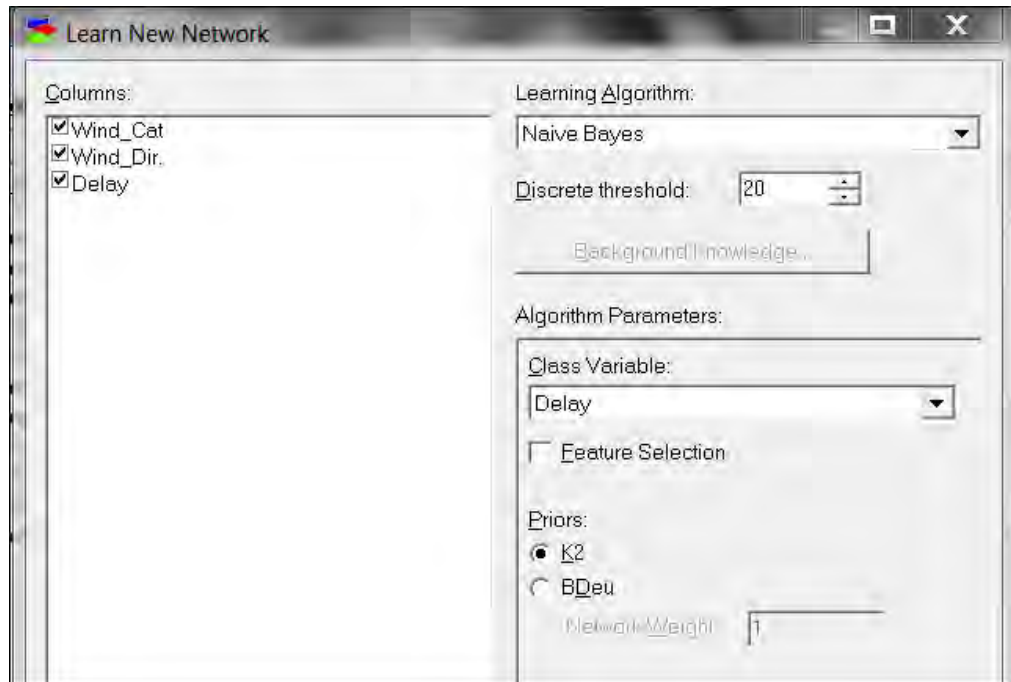 Learn New Network
Columns:
Wind_Cat
Wind_Dir.
Delay
Learning Algorithm:
Naive Bayes
Discrete threshold: 20
Background Knowledge...
Algorithm Parameters:
Class Variable:
Delay
Feature Selection
Priors:
K2
BDeu
Network Weight: 1